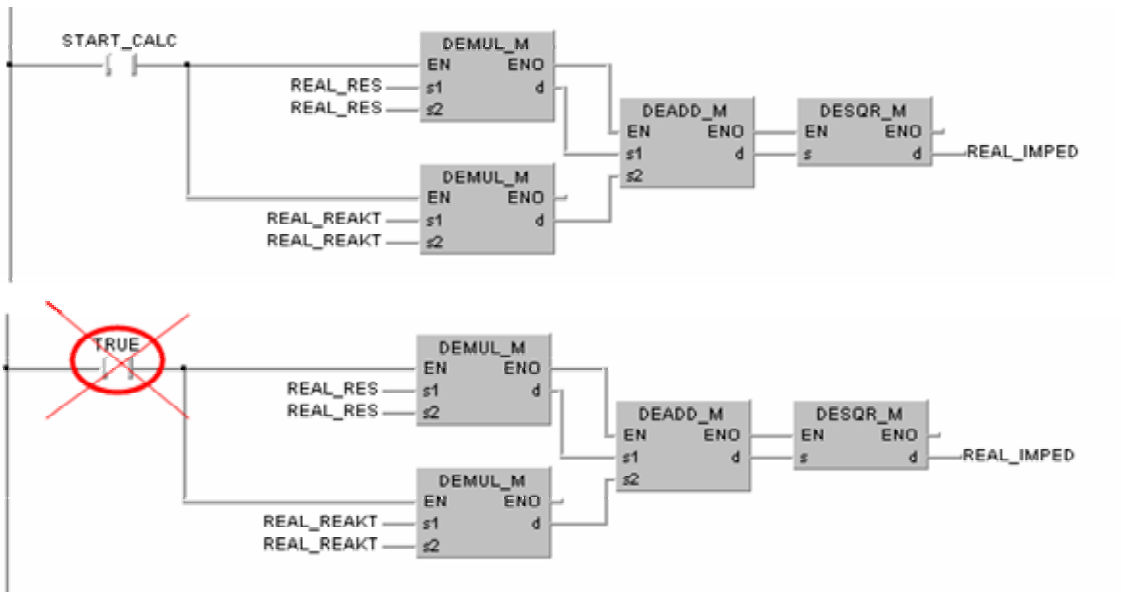 START_CALC
DEMUL_M
EN ENO
REAL_RES s1 d
REAL_RES s2
DEADD_M
EN ENO
s1 d
s2
DESQR_M
EN ENO
s d REAL_IMPED
DEMUL_M
EN ENO
REAL_REAKT s1 d
REAL_REAKT s2
TRUE
DEMUL_M
EN ENO
REAL_RES s1 d
REAL_RES s2
DEADD_M
EN ENO
s1 d
s2
DESQR_M
EN ENO
s d REAL_IMPED
DEMUL_M
EN ENO
REAL_REAKT s1 d
REAL_REAKT s2